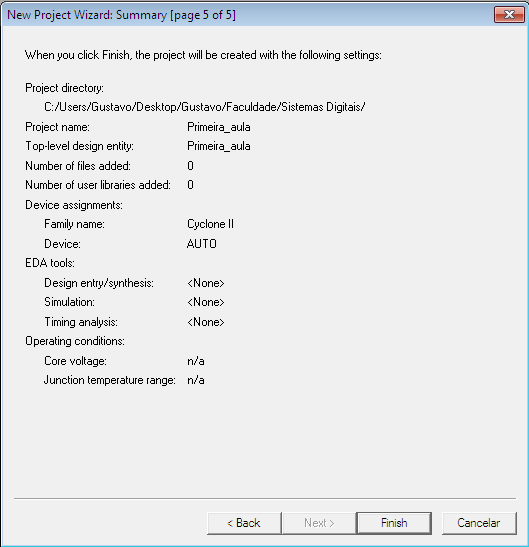 New Project Wizard: Summary [page 5 of 5]
When you click Finish, the project will be created with the following settings:
Project directory:
C:/Users/Gustavo/Desktop/Gustavo/Faculdade/Sistemas Digitais/
Project name: Primeira_aula
Top-level design entity: Primeira_aula
Number of files added: 0
Number of user libraries added: 0
Device assignments:
Family name: Cyclone II
Device: AUTO
EDA tools:
Design entry/synthesis: <None>
Simulation: <None>
Timing analysis: <None>
Operating conditions:
Core voltage: n/a
Junction temperature range: n/a
< Back Next > Finish Cancelar